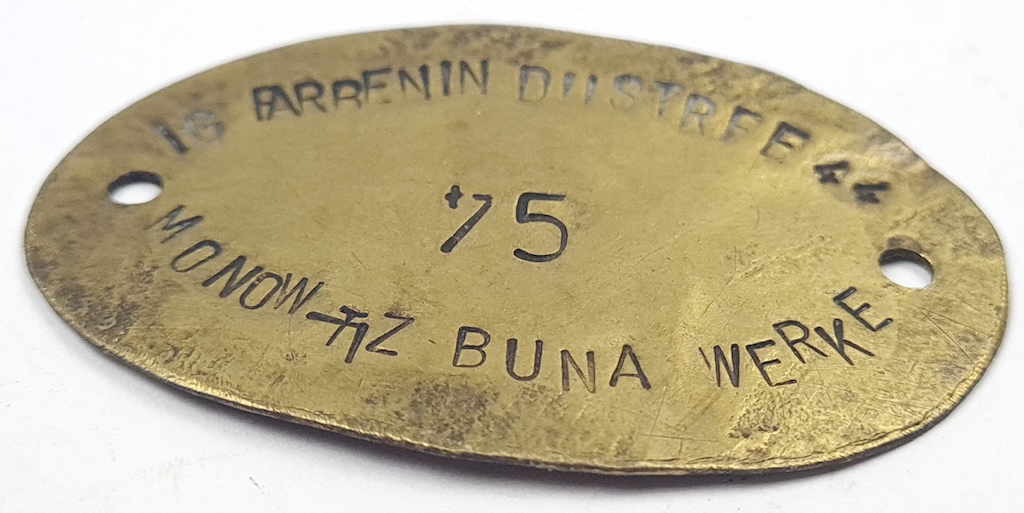 IG FARBENIN DUSTREE 44
75
MONOWITZ BUNA WERKE